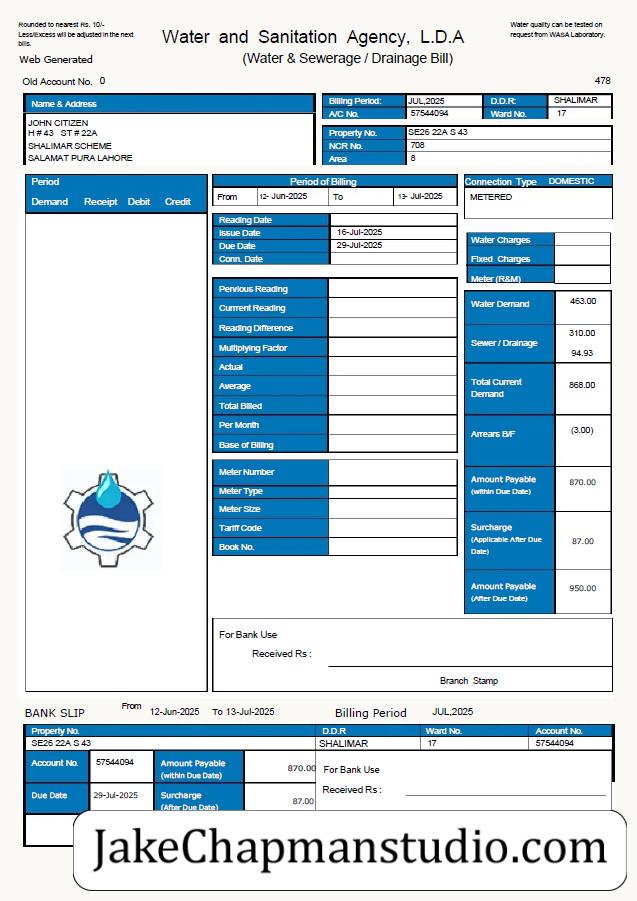 Rounded to nearest Rs. 10/-
Less/Excess will be adjusted in the next
bills.
Web Generated
Water and Sanitation Agency, L.D.A
(Water & Sewerage / Drainage Bill)
Water quality can be tested on
request from WASA Laboratory.
Old Account No. 0
478
Name & Address
JOHN CITIZEN
H # 43 ST # 22A
SHALIMAR SCHEME
SALAMAT PURA LAHORE
Billing Period: JUL,2025 D.D.R: SHALIMAR
A/C No. 57544094 Ward No. 17
Property No. SE26 22A S 43
NCR No. 708
Area 8
Period
Demand Receipt Debit Credit
Period of Billing
From 12- Jun-2025 To 13- Jul-2025
Reading Date
Issue Date 16-Jul-2025
Due Date 29-Jul-2025
Conn. Date
Pervious Reading
Currrent Reading
Reading Difference
Multiplying Factor
Actual
Average
Total Billed
Per Month
Base of Billing
Meter Number
Meter Type
Meter Size
Tariff Code
Book No.
Connection Type DOMESTIC
METERED
Water Charges
Fixed Charges
Meter (R&M)
Water Demand 463.00
Sewer / Drainage 310.00
94.93
Total Current 868.00
Demand
Arrears B/F (3.00)
Amount Payable 870.00
(within Due Date)
Surcharge
(Applicable After Due 87.00
Date)
Amount Payable 950.00
(After Due Date)
For Bank Use
Received Rs :
Branch Stamp
BANK SLIP From 12-Jun-2025 To 13-Jul-2025 Billing Period JUL,2025
Property No. D.D.R Ward No. Account No.
SE26 22A S 43 SHALIMAR 17 57544094
Account No. 57544094 Amount Payable 870.00
(within Due Date)
Due Date 29-Jul-2025 Surcharge 87.00
(After Due Date)
For Bank Use
Received Rs :
JakeChapmanstudio.com